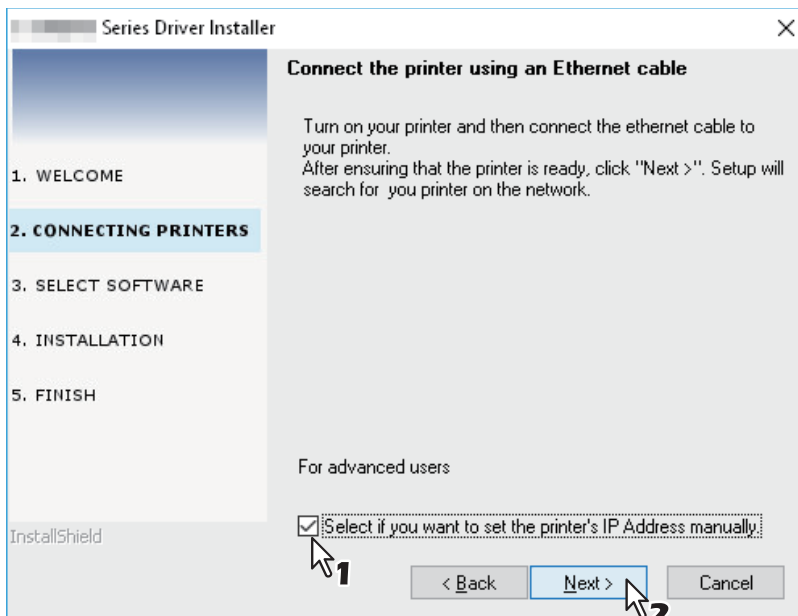 Series Driver Installer
Connect the printer using an Ethernet cable
Turn on your printer and then connect the ethernet cable to
your printer.
After ensuring that the printer is ready, click "Next >". Setup will
search for you printer on the network.
1. WELCOME
2. CONNECTING PRINTERS
3. SELECT SOFTWARE
4. INSTALLATION
5. FINISH
For advanced users
Select if you want to set the printer's IP Address manually.
InstallShield
1
< Back Next > Cancel
2